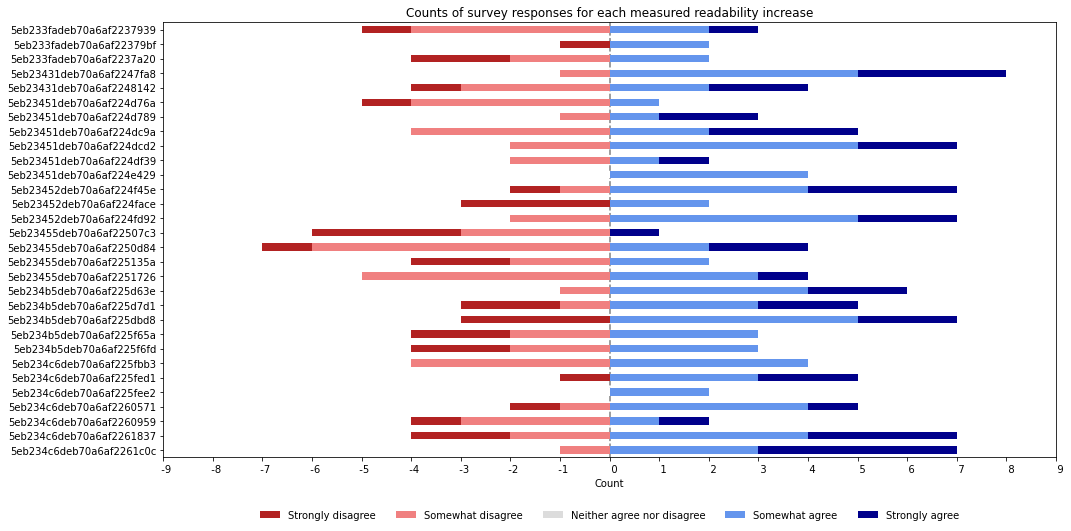 Counts of survey responses for each measured readability increase
5eb233fadeb70a6af2237939
5eb233fadeb70a6af22379bf
5eb233fadeb70a6af2237a20
5eb23431deb70a6af2247fa8
5eb23431deb70a6af2248142
5eb23451deb70a6af224d76a
5eb23451deb70a6af224d789
5eb23451deb70a6af224dc9a
5eb23451deb70a6af224dcd2
5eb23451deb70a6af224df39
5eb23451deb70a6af224e429
5eb23452deb70a6af224f45e
5eb23452deb70a6af224face
5eb23452deb70a6af224fd92
5eb23455deb70a6af22507c3
5eb23455deb70a6af2250d84
5eb23455deb70a6af225135a
5eb23455deb70a6af2251726
5eb234b5deb70a6af225d63e
5eb234b5deb70a6af225d7d1
5eb234b5deb70a6af225dbd8
5eb234b5deb70a6af225f65a
5eb234b5deb70a6af225f6fd
5eb234c6deb70a6af225fbb3
5eb234c6deb70a6af225fed1
5eb234c6deb70a6af225fee2
5eb234c6deb70a6af2260571
5eb234c6deb70a6af2260959
5eb234c6deb70a6af2261837
5eb234c6deb70a6af2261c0c
-9 -8 -7 -6 -5 -4 -3 -2 -1 0 1 2 3 4 5 6 7 8 9
Count
Strongly disagree Somewhat disagree Neither agree nor disagree Somewhat agree Strongly agree